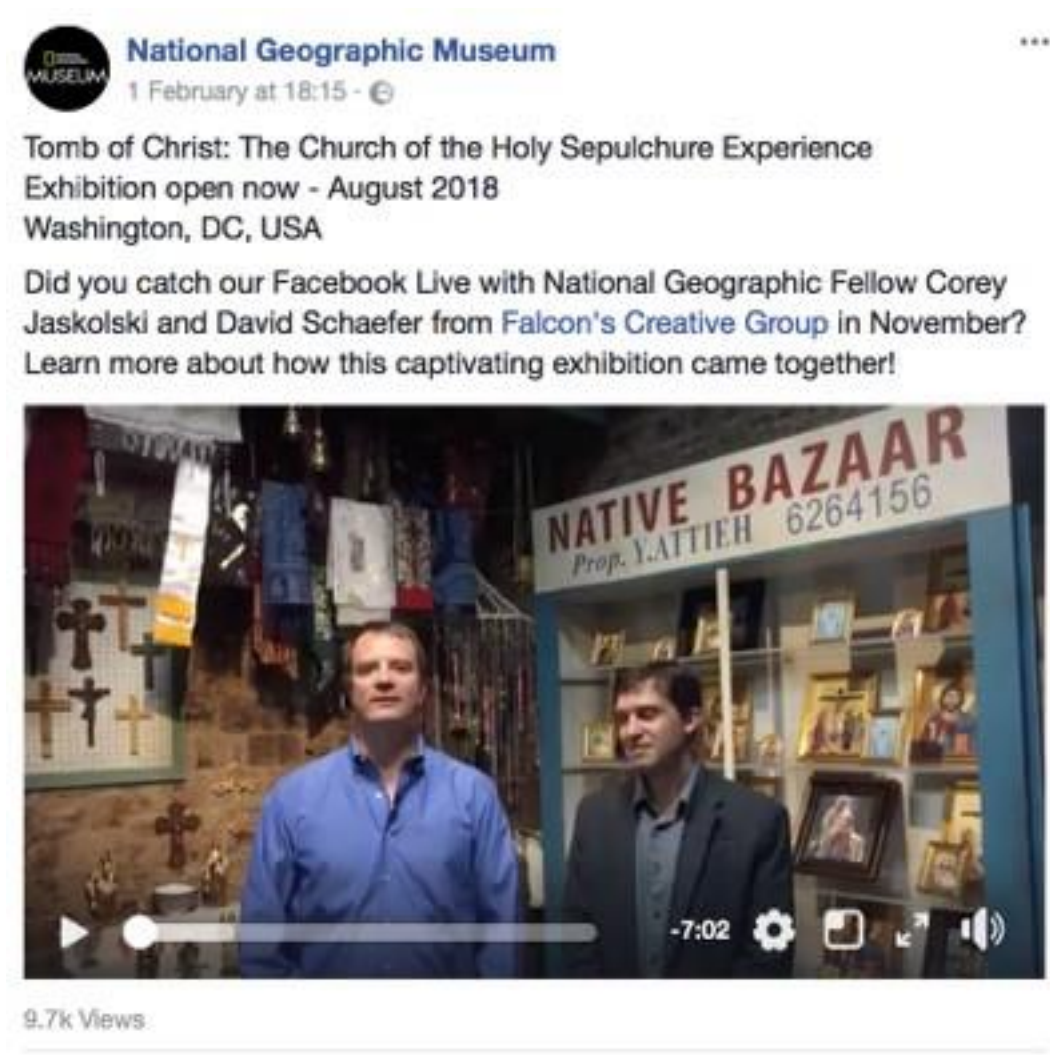 MUSEUM
National Geographic Museum
1 February at 18:15 ·
Tomb of Christ: The Church of the Holy Sepulchure Experience
Exhibition open now - August 2018
Washington, DC, USA
Did you catch our Facebook Live with National Geographic Fellow Corey
Jaskolski and David Schaefer from Falcon's Creative Group in November?
Learn more about how this captivating exhibition came together!
NATIVE BAZAAR
Prop. Y.ATTIEH 6264156
-7:02
9.7k Views